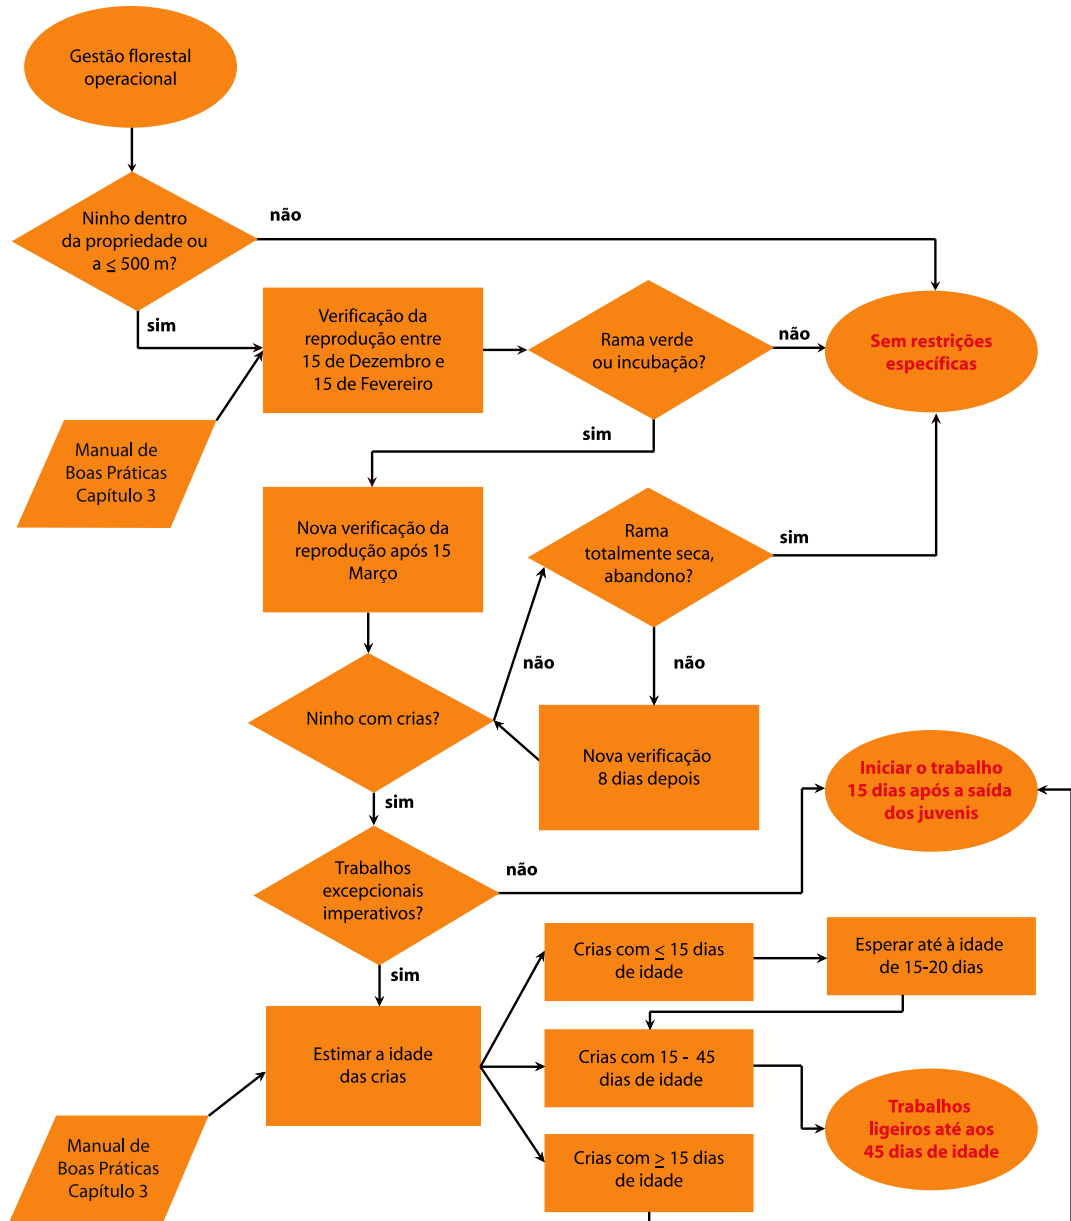 Gestão florestal
operacional
Ninho dentro
da propriedade ou
a ≤ 500 m?
não
sim
Verificação da
reprodução entre
15 de Dezembro e
15 de Fevereiro
Rama verde
ou incubação?
não
Sem restrições
específicas
Manual de
Boas Práticas
Capítulo 3
sim
Nova verificação da
reprodução após 15
Março
Rama
totalmente seca,
abandono?
sim
não
não
Ninho com crias?
Nova verificação
8 dias depois
sim
Iniciar o trabalho
15 dias após a saída
dos juvenis
Trabalhos
excepcionais
imperativos?
não
sim
Crias com ≤ 15 dias
de idade
Esperar até à idade
de 15-20 dias
Estimar a idade
das crias
Crias com 15 - 45
dias de idade
Trabalhos
ligeiros até aos
45 dias de idade
Manual de
Boas Práticas
Capítulo 3
Crias com ≥ 15 dias
de idade